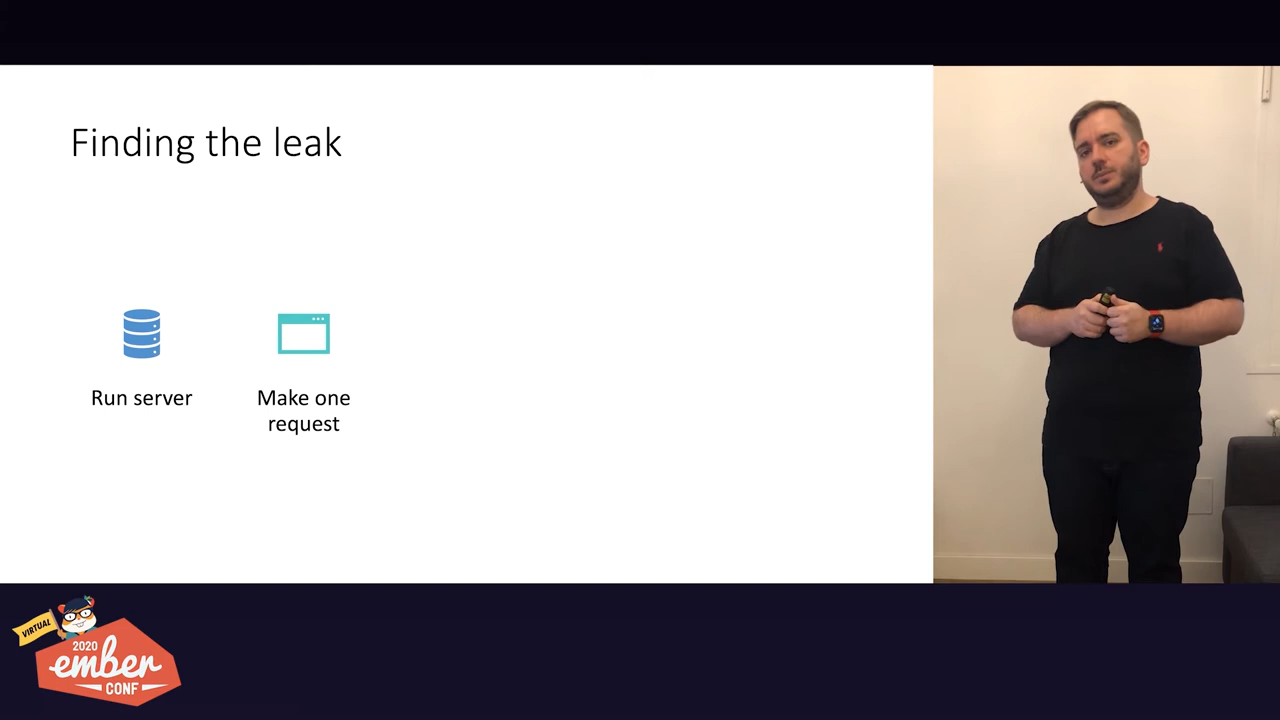 Finding the leak
Run server
Make one
request
VIRTUAL
2020
ember
CONF